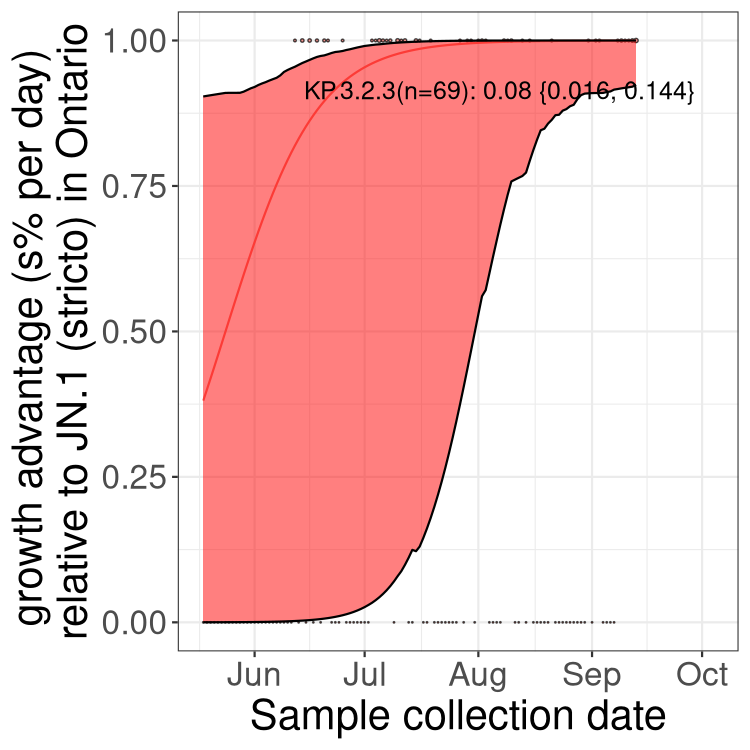 growth advantage (s% per day)
relative to JN.1 (stricto) in Ontario
1.00
0.75
0.50
0.25
0.00
KP.3.2.3(n=69): 0.08 {0.016, 0.144}
Jun Jul Aug Sep Oct
Sample collection date